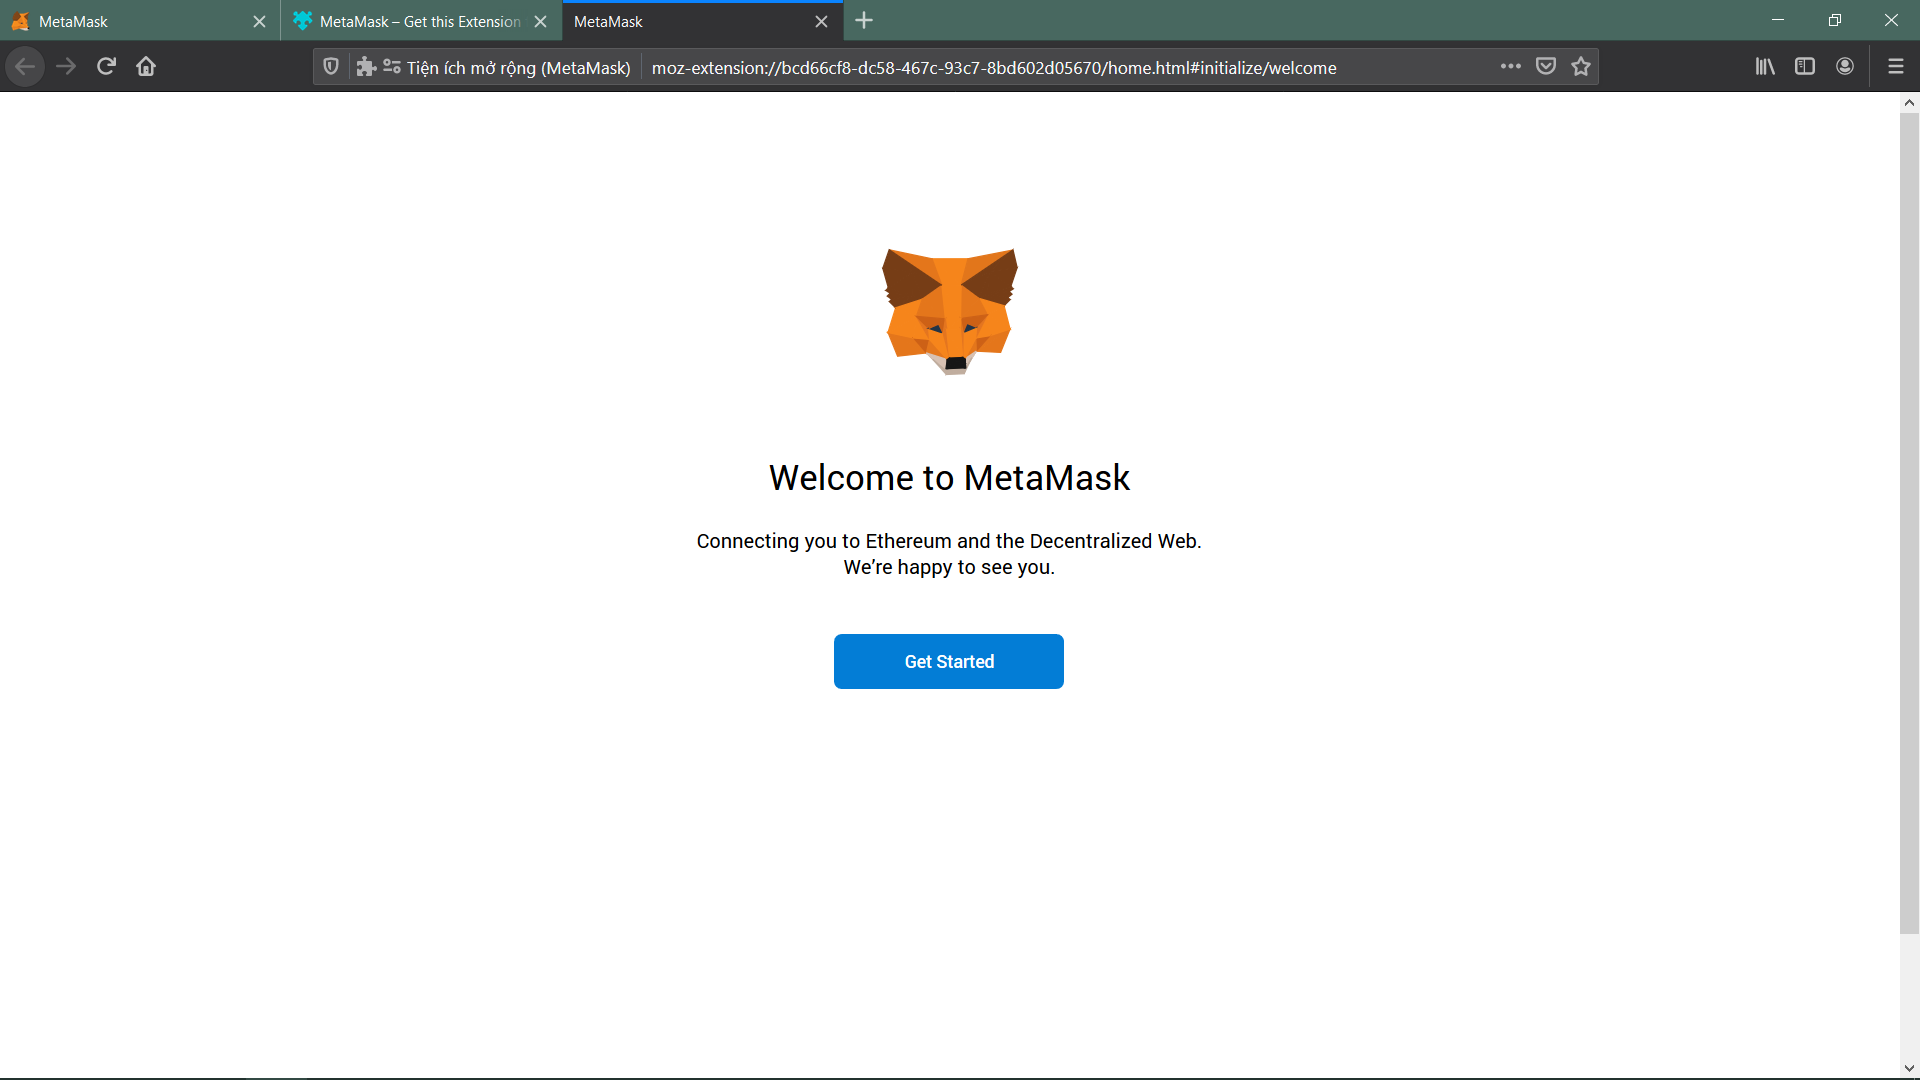 MetaMask
MetaMask – Get this Extension
MetaMask
Tiện ích mở rộng (MetaMask)
moz-extension://bcd66cf8-dc58-467c-93c7-8bd602d05670/home.html#initialize/welcome
Welcome to MetaMask
Connecting you to Ethereum and the Decentralized Web.
We’re happy to see you.
Get Started